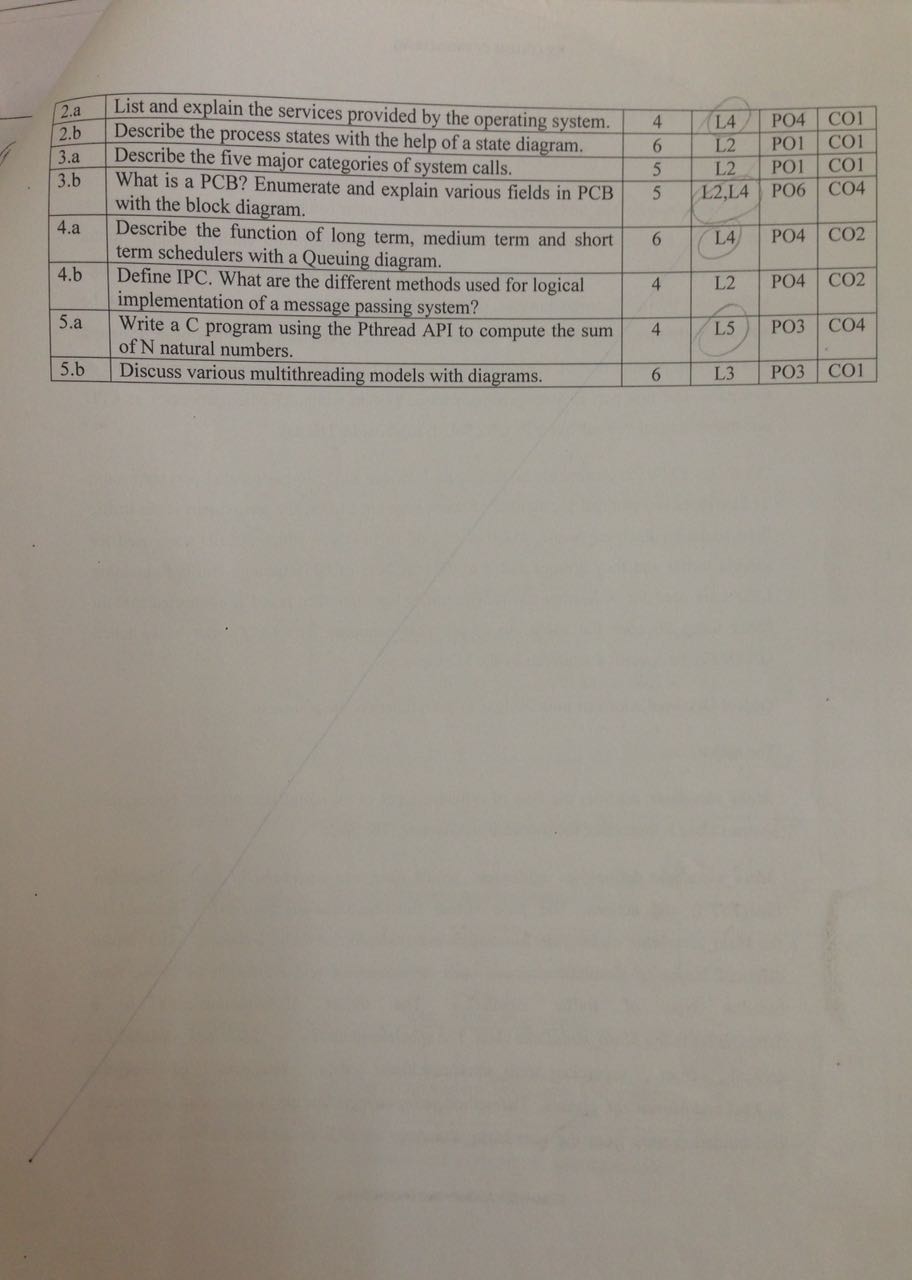 2.a List and explain the services provided by the operating system. 4 L4 PO4 CO1
2.b Describe the process states with the help of a state diagram. 6 L2 PO1 CO1
3.a Describe the five major categories of system calls. 5 L2 PO1 CO1
3.b What is a PCB? Enumerate and explain various fields in PCB 5 L2,L4 PO6 CO4
with the block diagram.
4.a Describe the function of long term, medium term and short 6 L4 PO4 CO2
term schedulers with a Queuing diagram.
4.b Define IPC. What are the different methods used for logical 4 L2 PO4 CO2
implementation of a message passing system?
5.a Write a C program using the Pthread API to compute the sum 4 L5 PO3 CO4
of N natural numbers.
5.b Discuss various multithreading models with diagrams. 6 L3 PO3 CO1